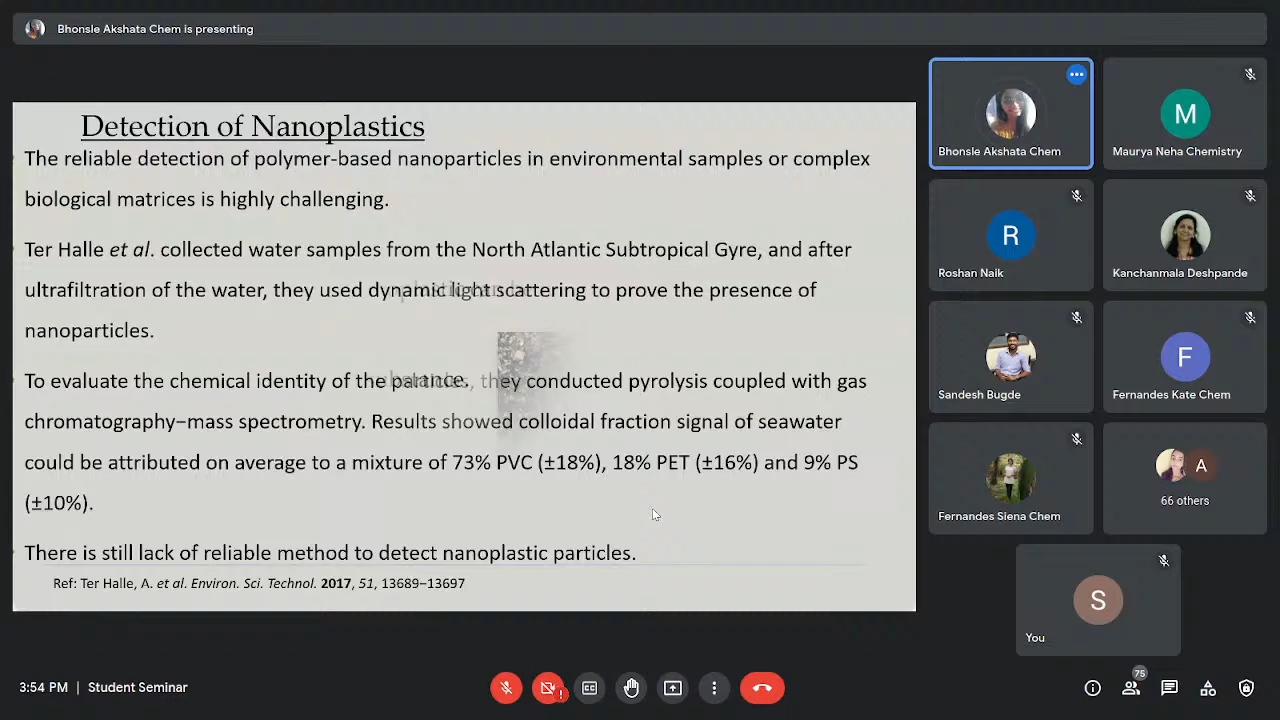 Bhonsle Akshata Chem is presenting
Detection of Nanoplastics
The reliable detection of polymer-based nanoparticles in environmental samples or complex
biological matrices is highly challenging.
Ter Halle et al. collected water samples from the North Atlantic Subtropical Gyre, and after
ultrafiltration of the water, they used dynamic light scattering to prove the presence of
nanoparticles.
To evaluate the chemical identity of the they conducted pyrolysis coupled with gas
chromatography−mass spectrometry. Results showed colloidal fraction signal of seawater
could be attributed on average to a mixture of 73% PVC (±18%), 18% PET (±16%) and 9% PS
(±10%).
There is still lack of reliable method to detect nanoplastic particles.
Ref: Ter Halle, A. et al. Environ. Sci. Technol. 2017, 51, 13689−13697
Bhonsle Akshata Chem
M
Maurya Neha Chemistry
R
Roshan Naik
Kanchanmala Deshpande
Sandesh Bugde
F
Fernandes Kate Chem
Fernandes Siena Chem
A
66 others
S
You
3:54 PM | Student Seminar
CC
75